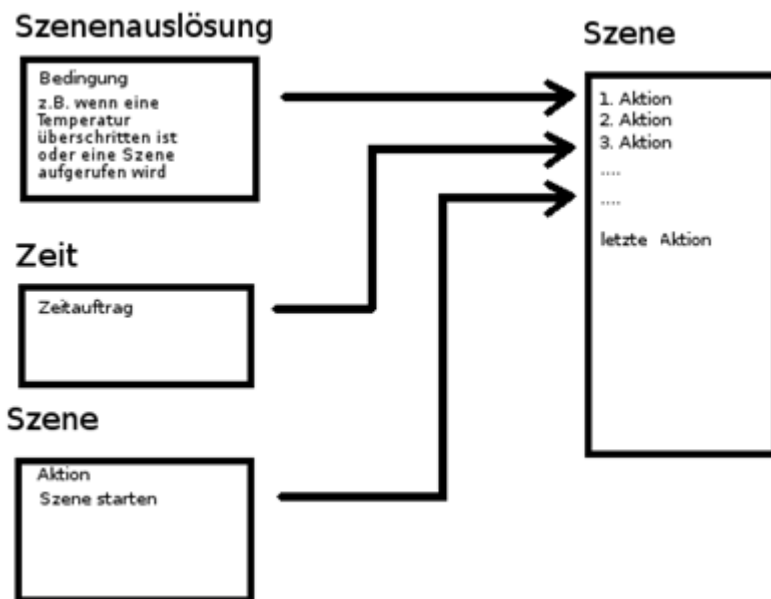 Szenenauslösung
Bedingung
z.B. wenn eine
Temperatur
überschritten ist
oder eine Szene
aufgerufen wird
Zeit
Zeitauftrag
Szene
Aktion
Szene starten
Szene
1. Aktion
2. Aktion
3. Aktion
....
....
letzte Aktion